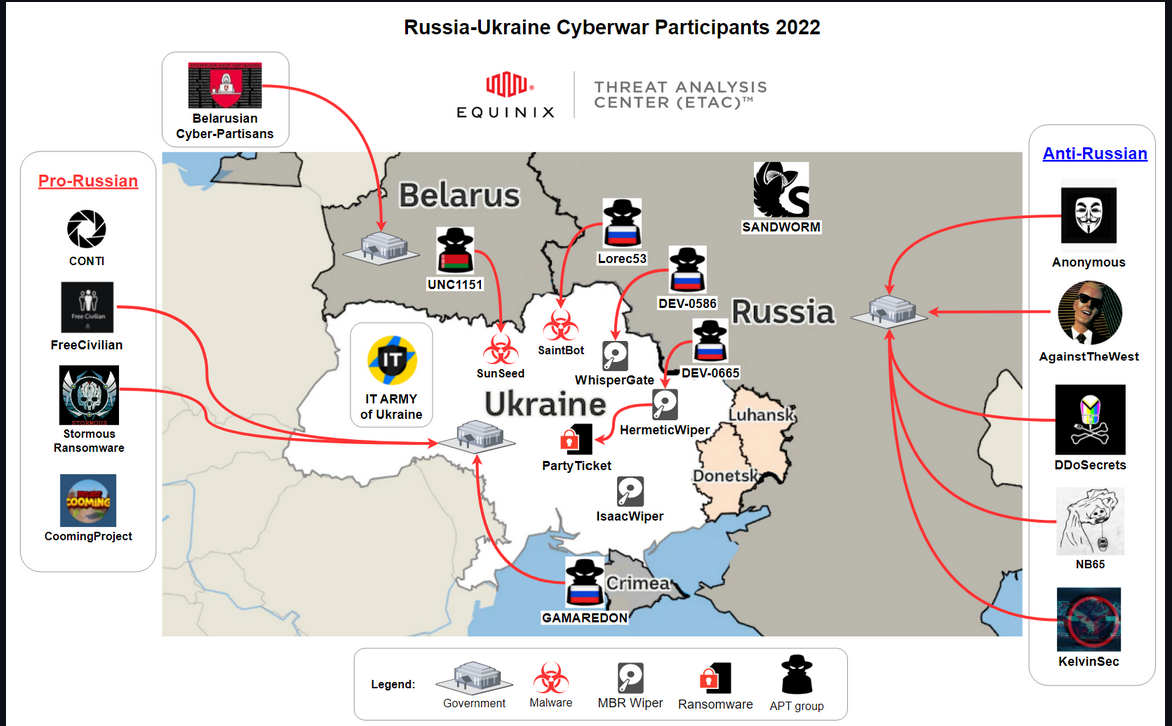 Russia-Ukraine Cyberwar Participants 2022
EQUINIX
THREAT ANALYSIS
CENTER (ETAC)™
Belarusian
Cyber-Partisans
Pro-Russian
CONTI
Free Civilian
FreeCivilian
Stormous
Ransomware
COOMING
CoomingProject
Belarus
UNC1151
Lorec53
SANDWORM
DEV-0586
Russia
DEV-0665
SunSeed
SaintBot
WhisperGate
IT
IT ARMY
of Ukraine
Ukraine
HermeticWiper
PartyTicket
IsaacWiper
Luhansk
Donetsk
Crimea
GAMAREDON
Anti-Russian
Anonymous
AgainstTheWest
DDoSecrets
NB65
KelvinSec
Legend:
Government
Malware
MBR Wiper
Ransomware
APT group